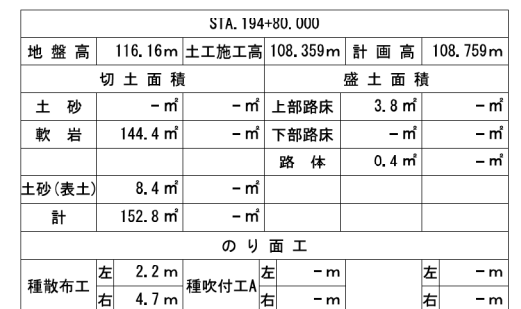 STA. 194+80.000
地 盤 高 116.16m 土工施工高 108.359m 計 画 高 108.759m
切 土 面 積 盛 土 面 積
土 砂 -㎡ -㎡ 上部路床 3.8㎡ -㎡
軟 岩 144.4㎡ -㎡ 下部路床 -㎡ -㎡
路 体 0.4㎡ -㎡
土砂(表土) 8.4㎡ -㎡
計 152.8㎡ -㎡
の り 面 工
種散布工 左 2.2m 種吹付工A 左 -m 左 -m
右 4.7m 右 -m 右 -m